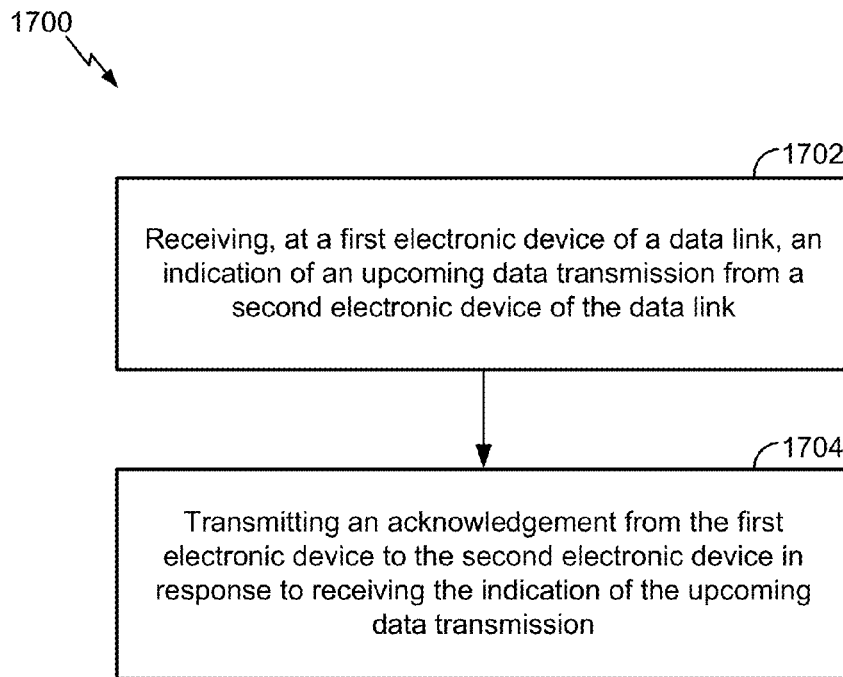 1700
1702
Receiving, at a first electronic device of a data link, an
indication of an upcoming data transmission from a
second electronic device of the data link
1704
Transmitting an acknowledgement from the first
electronic device to the second electronic device in
response to receiving the indication of the upcoming
data transmission